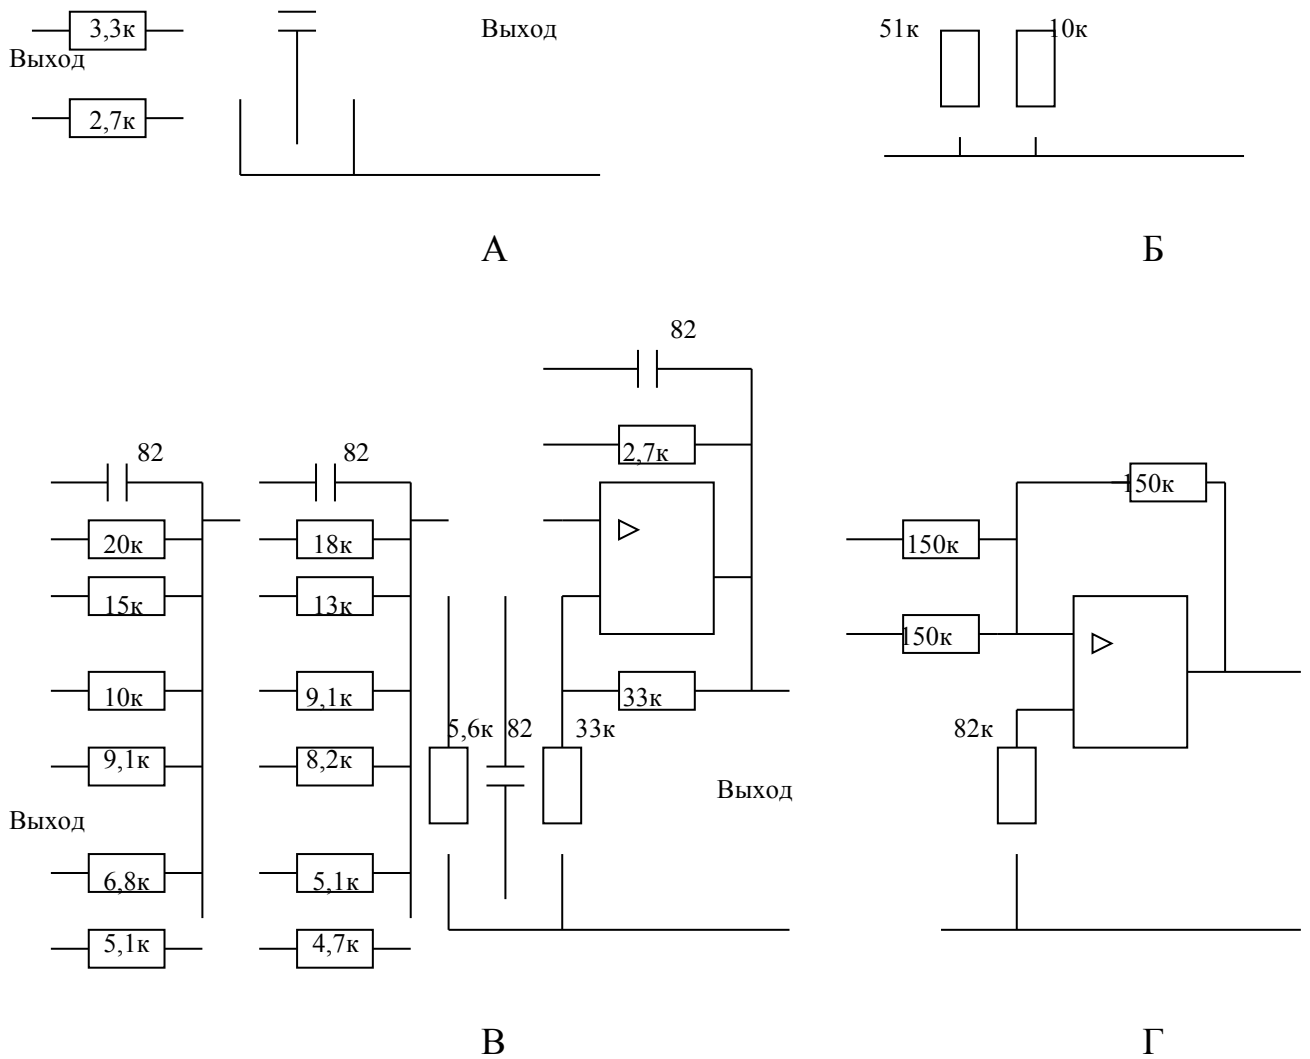 3,3к
Выход
51к
10к
Выход
2,7к
А
Б
82
82
82
2,7к
150к
20к
18к
150к
15к
13к
150к
10к
9,1к
33к
5,6к
82
33к
82к
9,1к
8,2к
Выход
Выход
6,8к
5,1к
5,1к
4,7к
В
Г